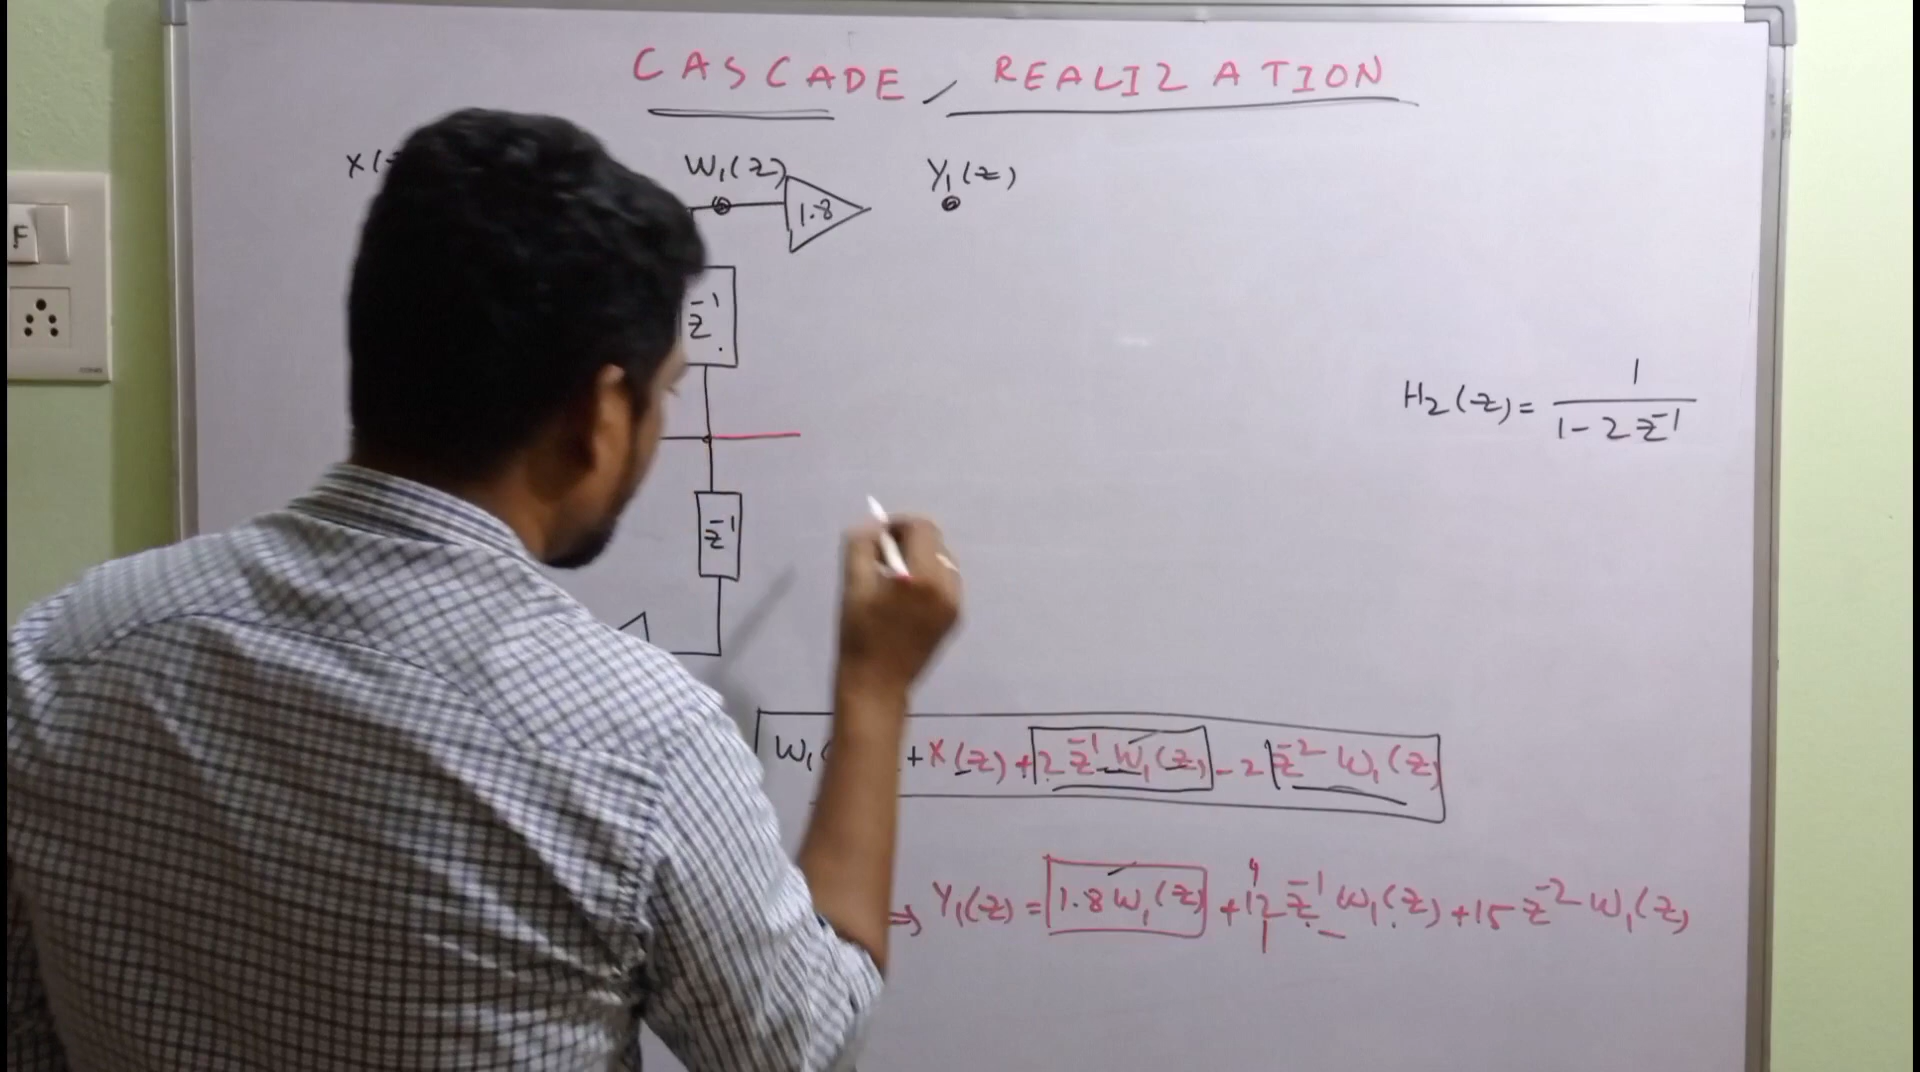 CASCADE REALIZATION
X(z
W₁(z)
Y₁(z)
1.8
z⁻¹
H₂(z) = 1 / 1 - 2z⁻¹
z⁻¹
W₁( + X(z) + 2z⁻¹ W₁(z) - 2 z⁻² W₁(z)
⇒ Y₁(z) = 1.8 W₁(z) + 12 z⁻¹ W₁(z) + 15 z⁻² W₁(z)
F